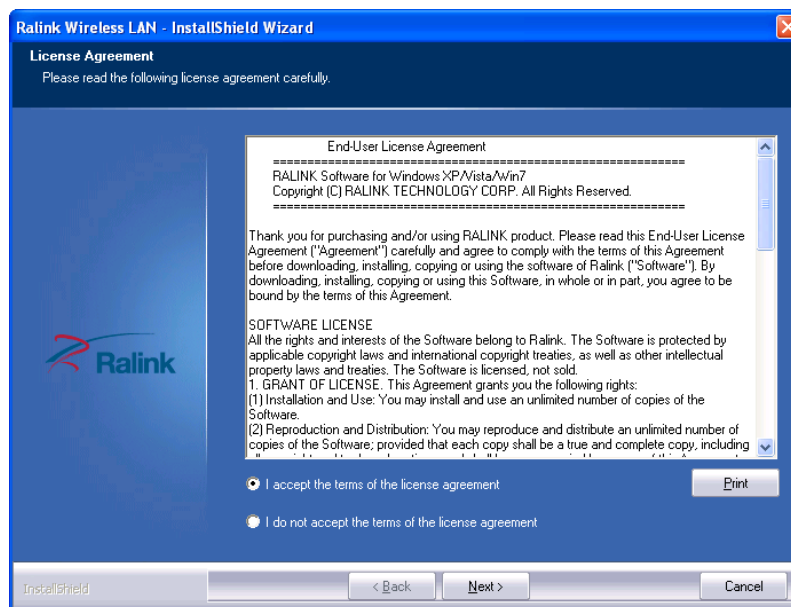 Ralink Wireless LAN - InstallShield Wizard
License Agreement
Please read the following license agreement carefully.
End-User License Agreement
===========================================================
RALINK Software for Windows XP/Vista/Win7
Copyright (C) RALINK TECHNOLOGY CORP. All Rights Reserved.
===========================================================
Thank you for purchasing and/or using RALINK product. Please read this End-User License
Agreement ("Agreement") carefully and agree to comply with the terms of this Agreement
before downloading, installing, copying or using the software of Ralink ("Software"). By
downloading, installing, copying or using this Software, in whole or in part, you agree to be
bound by the terms of this Agreement.
SOFTWARE LICENSE
All the rights and interests of the Software belong to Ralink. The Software is protected by
applicable copyright laws and international copyright treaties, as well as other intellectual
property laws and treaties. The Software is licensed, not sold.
1. GRANT OF LICENSE. This Agreement grants you the following rights:
(1) Installation and Use: You may install and use an unlimited number of copies of the
Software.
(2) Reproduction and Distribution: You may reproduce and distribute an unlimited number of
copies of the Software; provided that each copy shall be a true and complete copy, including
Ralink
I accept the terms of the license agreement
Print
I do not accept the terms of the license agreement
InstallShield
< Back
Next >
Cancel